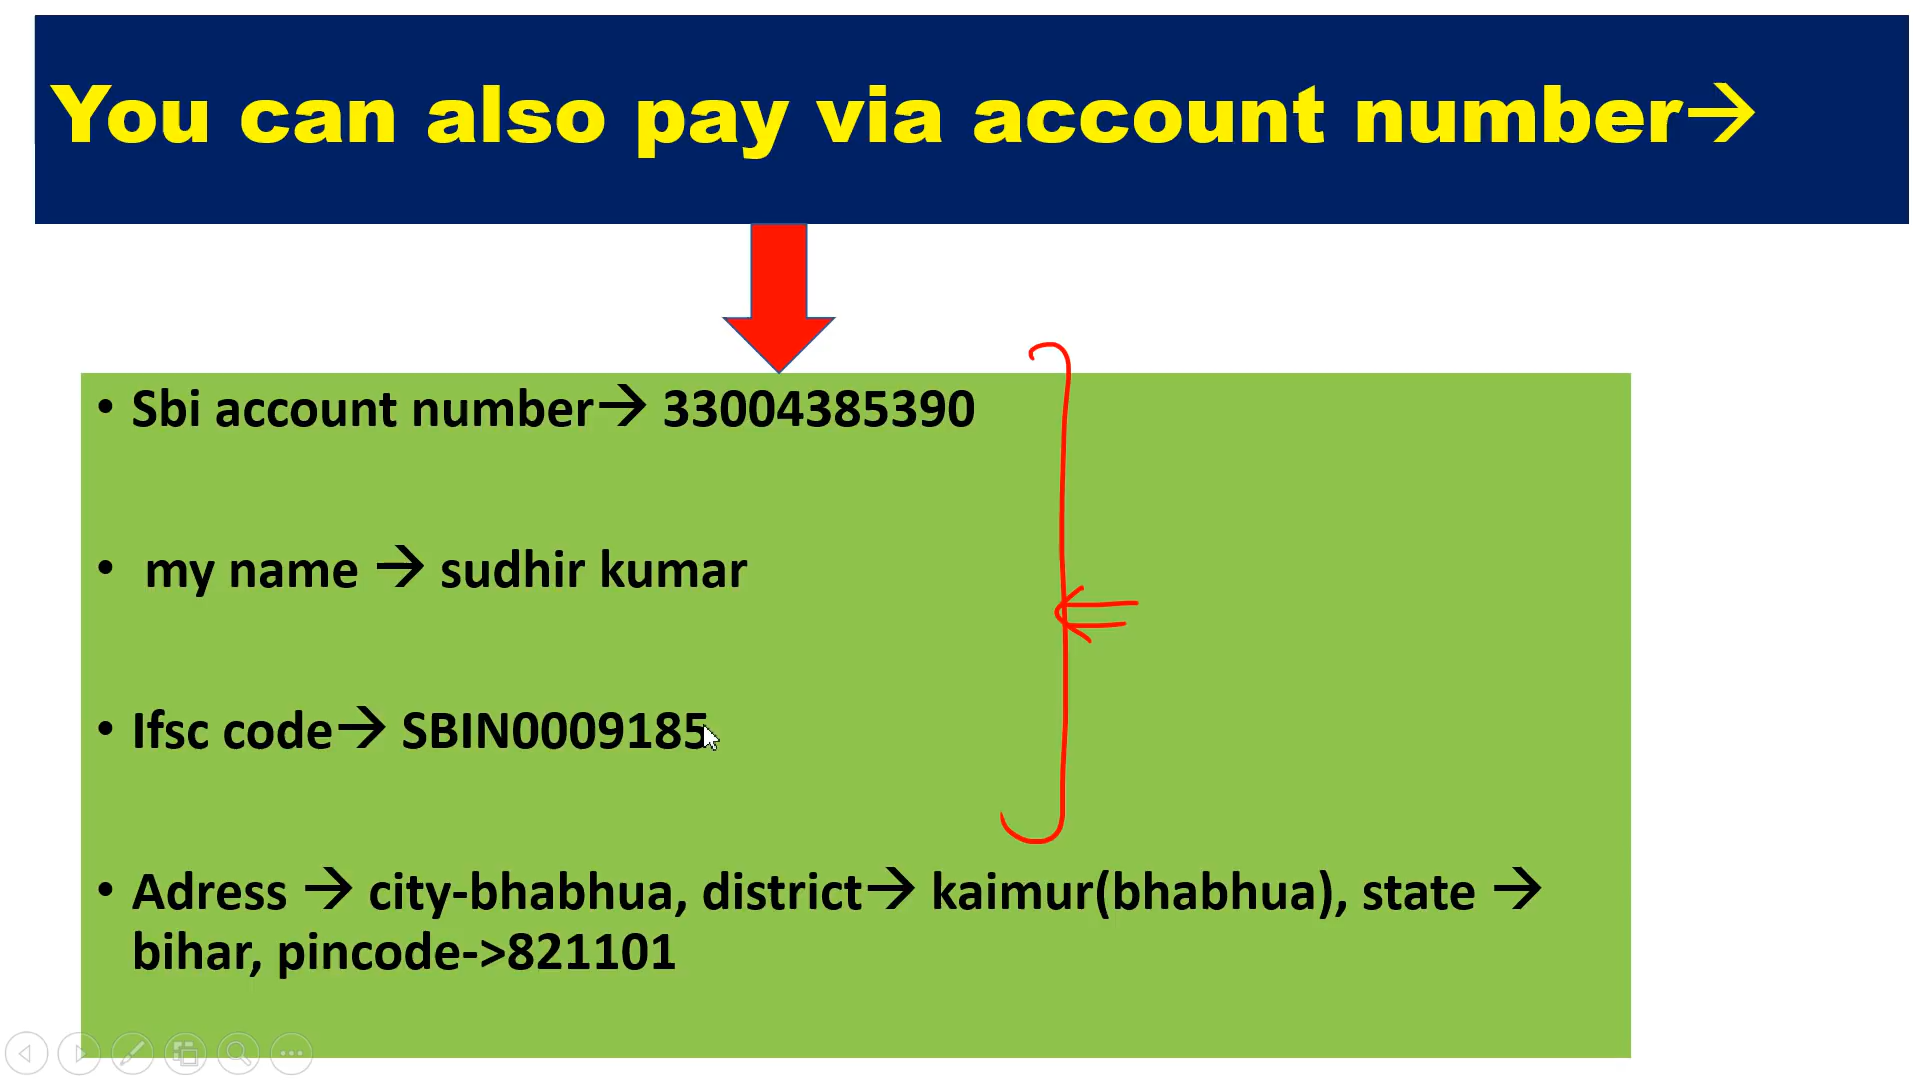 You can also pay via account number→
• Sbi account number→ 33004385390
• my name → sudhir kumar
• Ifsc code→ SBIN0009185
• Adress → city-bhabhua, district→ kaimur(bhabhua), state →
bihar, pincode->821101